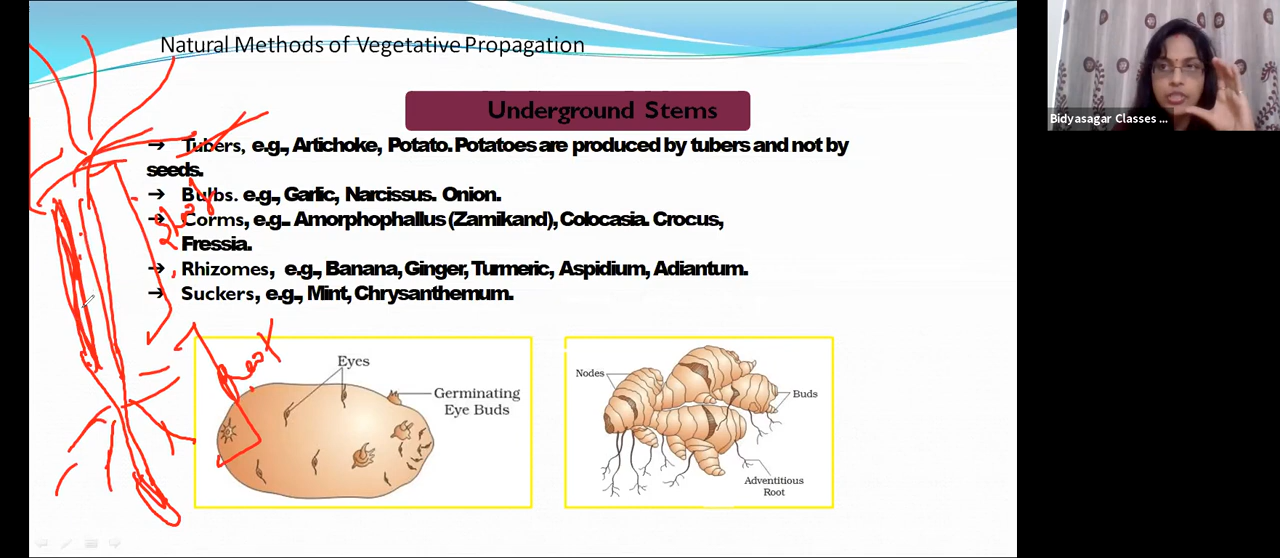 Natural Methods of Vegetative Propagation
Underground Stems
➔ Tubers, e.g., Artichoke, Potato. Potatoes are produced by tubers and not by
seeds.
➔ Bulbs. e.g., Garlic, Narcissus. Onion.
➔ Corms, e.g.. Amorphophallus (Zamikand), Colocasia. Crocus,
Fressia.
➔ Rhizomes, e.g., Banana, Ginger, Turmeric, Aspidium, Adiantum.
➔ Suckers, e.g., Mint, Chrysanthemum.
Shoot
Root
Eyes
Germinating
Eye Buds
Nodes
Buds
Adventitious
Root
Bidyasagar Classes ...